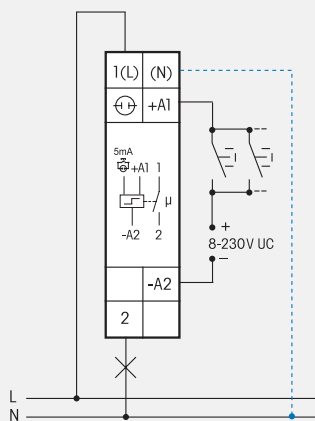 1(L) (N)
+A1
5mA
+A1 1
μ
-A2 2
+
8-230V UC
−
-A2
2
L
N